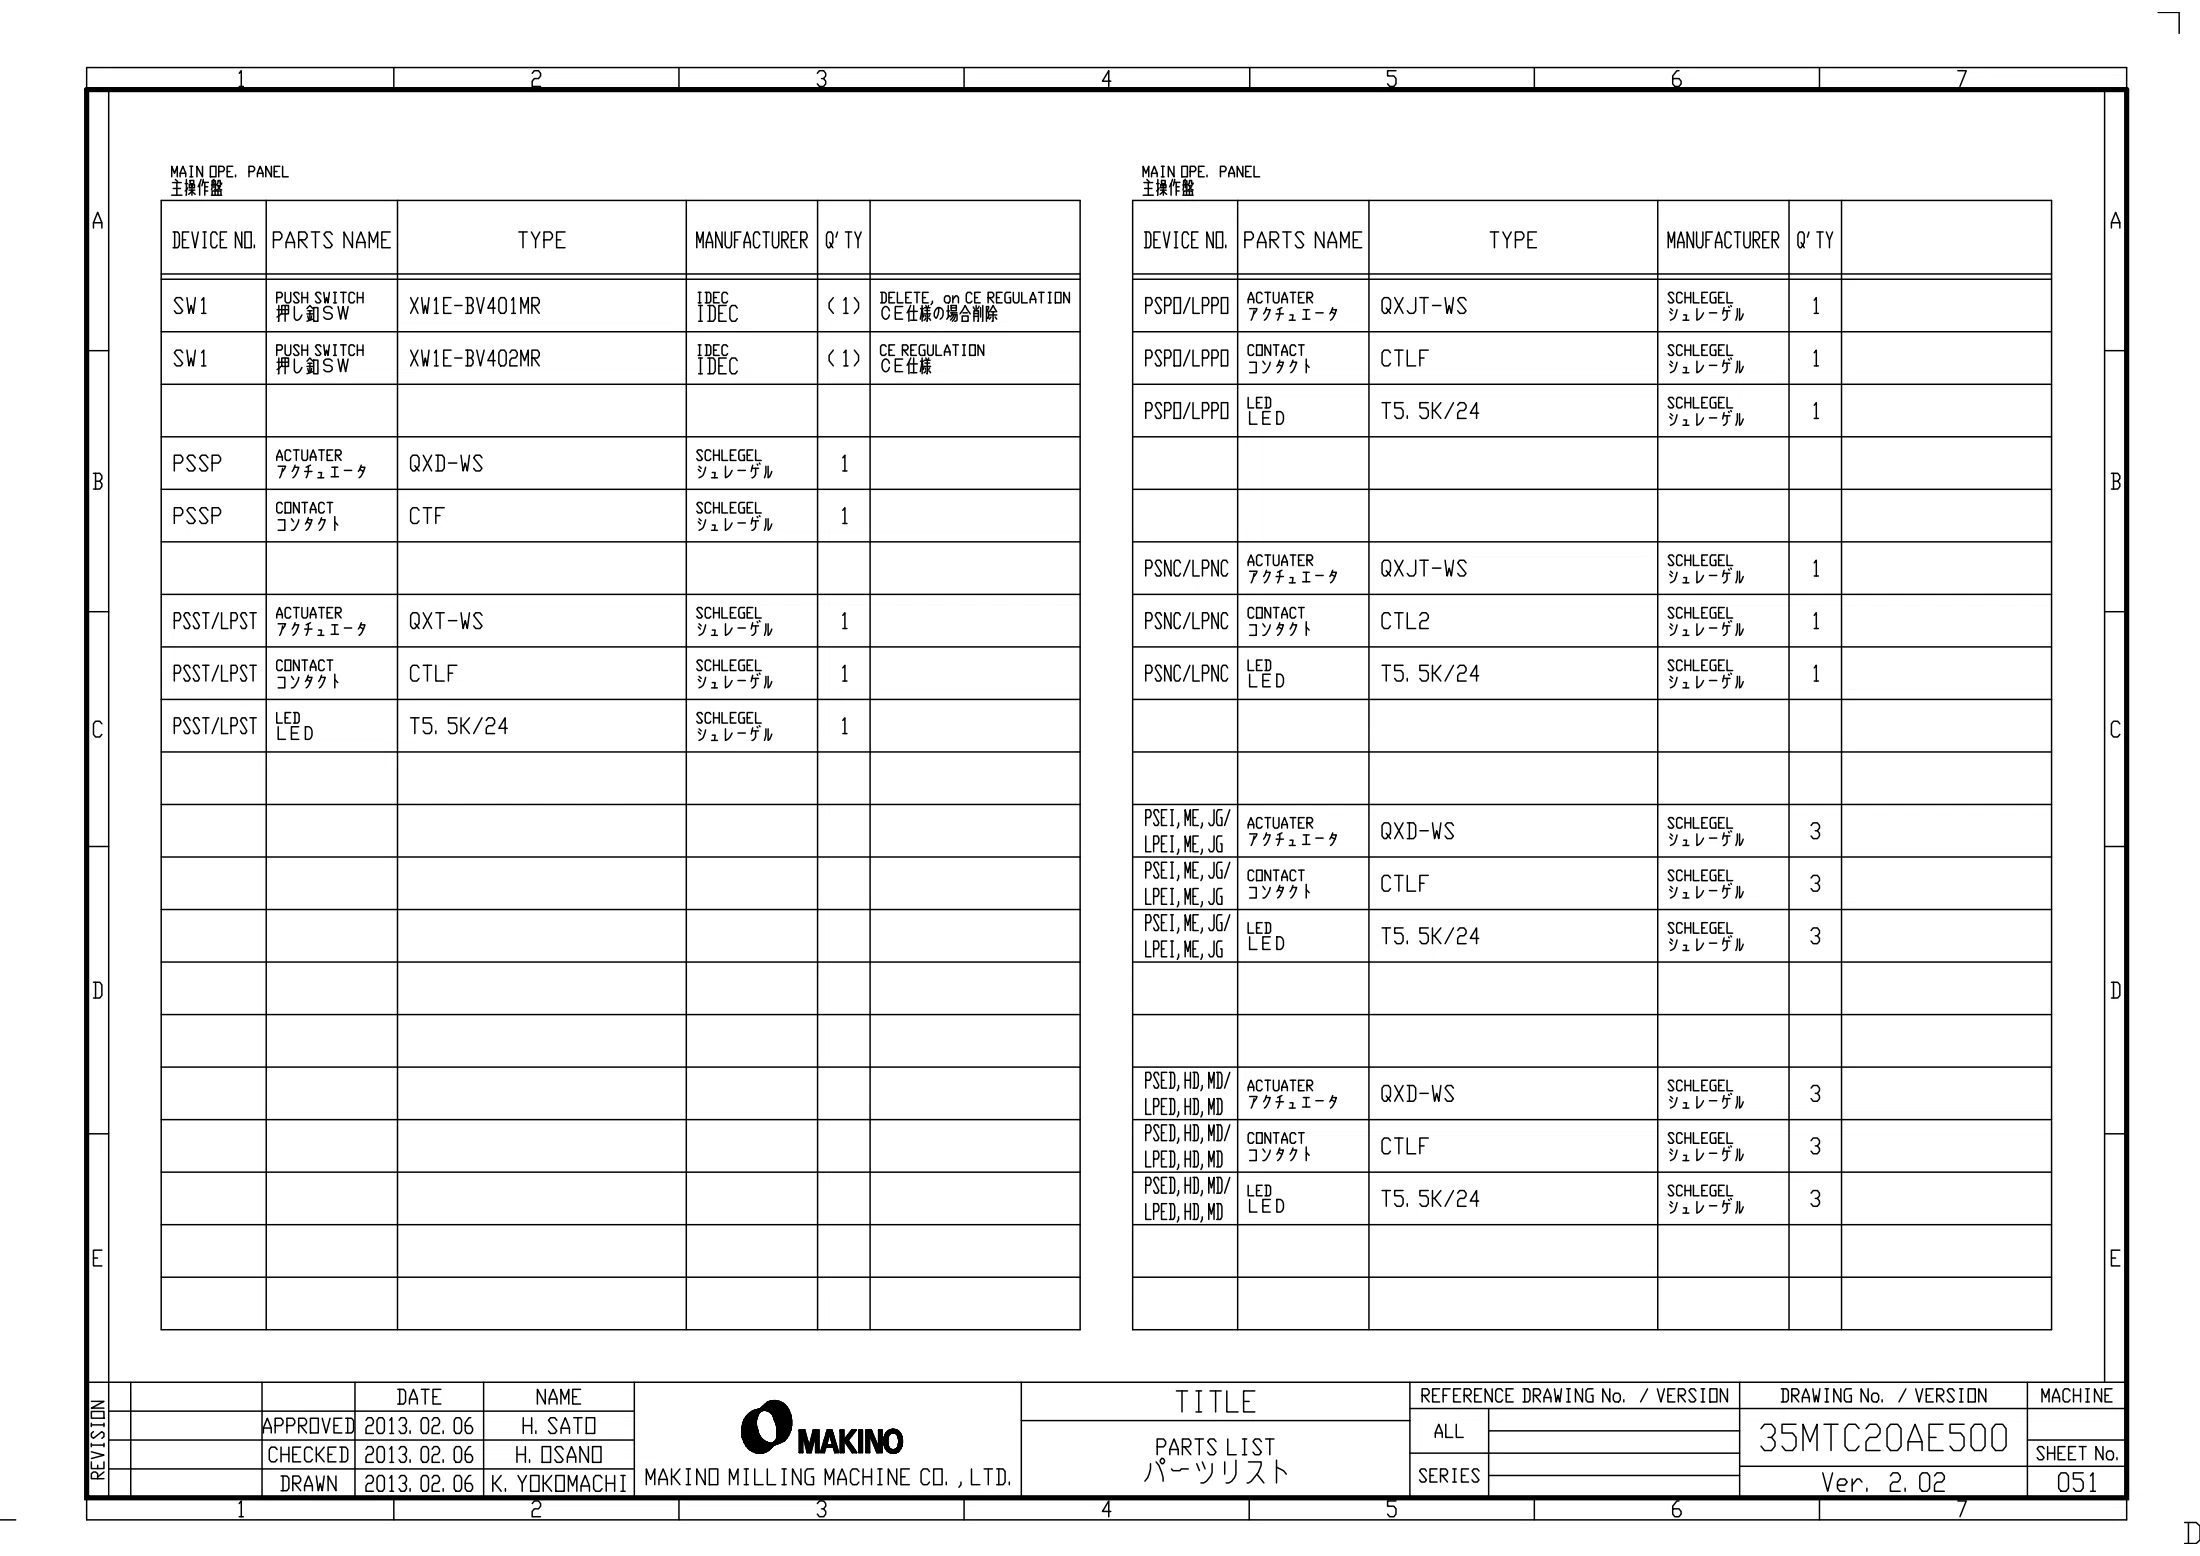 1 2 3 4 5 6 7
MAIN OPE. PANEL
主操作盤
DEVICE NO. PARTS NAME TYPE MANUFACTURER Q'TY
SW1 PUSH SWITCH XW1E-BV401MR IDEC (1) DELETE, on CE REGULATION
押し釦SW IDEC CE仕様の場合削除
SW1 PUSH SWITCH XW1E-BV402MR IDEC (1) CE REGULATION
押し釦SW IDEC CE仕様
PSSP ACTUATER QXD-WS SCHLEGEL 1
アクチュエータ シュレーゲル
PSSP CONTACT CTF SCHLEGEL 1
コンタクト シュレーゲル
PSST/LPST ACTUATER QXT-WS SCHLEGEL 1
アクチュエータ シュレーゲル
PSST/LPST CONTACT CTLF SCHLEGEL 1
コンタクト シュレーゲル
PSST/LPST LED T5.5K/24 SCHLEGEL 1
LED シュレーゲル
MAIN OPE. PANEL
主操作盤
DEVICE NO. PARTS NAME TYPE MANUFACTURER Q'TY
PSPO/LPPO ACTUATER QXJT-WS SCHLEGEL 1
アクチュエータ シュレーゲル
PSPO/LPPO CONTACT CTLF SCHLEGEL 1
コンタクト シュレーゲル
PSPO/LPPO LED T5.5K/24 SCHLEGEL 1
LED シュレーゲル
PSNC/LPNC ACTUATER QXJT-WS SCHLEGEL 1
アクチュエータ シュレーゲル
PSNC/LPNC CONTACT CTL2 SCHLEGEL 1
コンタクト シュレーゲル
PSNC/LPNC LED T5.5K/24 SCHLEGEL 1
LED シュレーゲル
PSEI,ME,JG/ ACTUATER QXD-WS SCHLEGEL 3
LPEI,ME,JG アクチュエータ シュレーゲル
PSEI,ME,JG/ CONTACT CTLF SCHLEGEL 3
LPEI,ME,JG コンタクト シュレーゲル
PSEI,ME,JG/ LED T5.5K/24 SCHLEGEL 3
LPEI,ME,JG LED シュレーゲル
PSED,HD,MD/ ACTUATER QXD-WS SCHLEGEL 3
LPED,HD,MD アクチュエータ シュレーゲル
PSED,HD,MD/ CONTACT CTLF SCHLEGEL 3
LPED,HD,MD コンタクト シュレーゲル
PSED,HD,MD/ LED T5.5K/24 SCHLEGEL 3
LPED,HD,MD LED シュレーゲル
A A
B B
C C
D D
E E
REVISION
DATE NAME
APPROVED 2013.02.06 H. SATO
CHECKED 2013.02.06 H. OSANO
DRAWN 2013.02.06 K. YOKOMACHI
MAKINO
MAKINO MILLING MACHINE CO.,LTD.
TITLE
PARTS LIST
パーツリスト
REFERENCE DRAWING No. / VERSION
ALL
SERIES
DRAWING No. / VERSION
35MTC20AE500
Ver. 2.02
MACHINE
SHEET No.
051
1 2 3 4 5 6 7
D